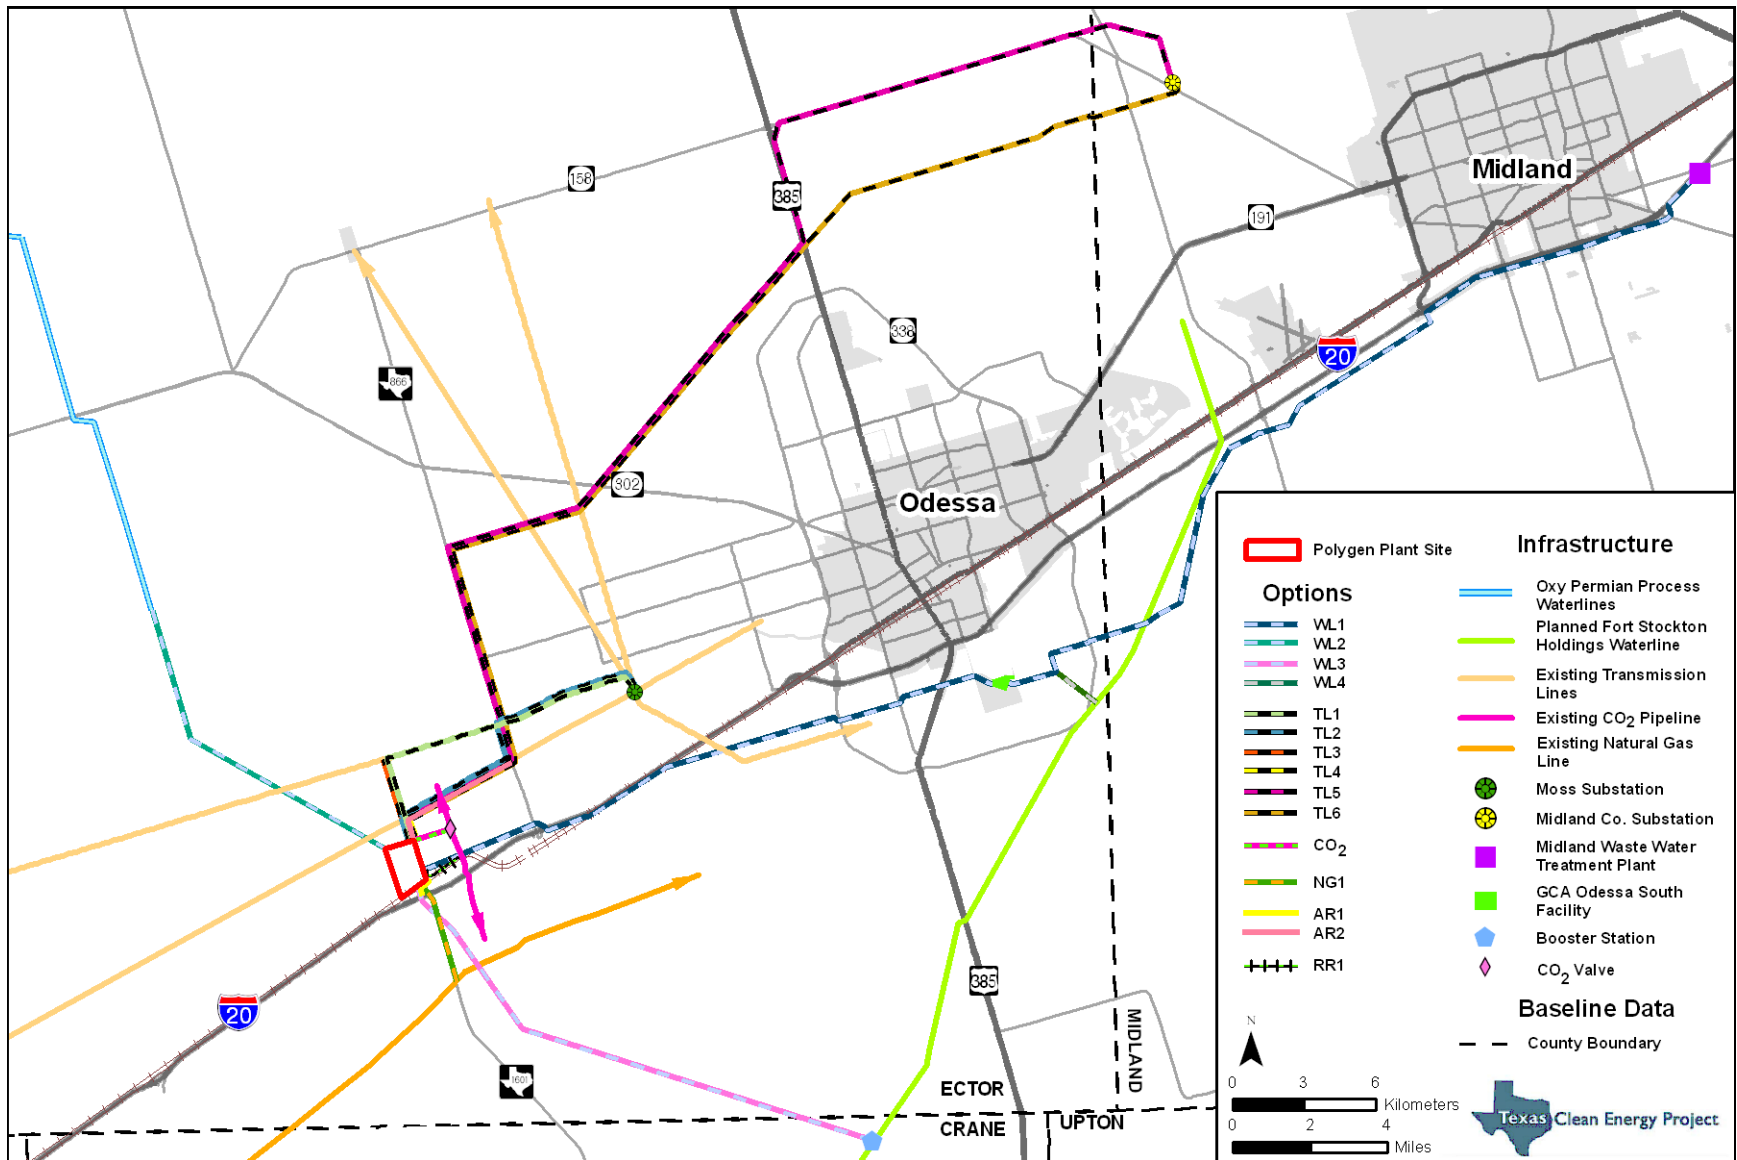 158
385
Midland
191
338
20
866
302
Odessa
20
385
1601
MIDLAND
ECTOR
CRANE
UPTON
Polygen Plant Site
Options
WL1
WL2
WL3
WL4
TL1
TL2
TL3
TL4
TL5
TL6
CO2
NG1
AR1
AR2
RR1
Infrastructure
Oxy Permian Process
Waterlines
Planned Fort Stockton
Holdings Waterline
Existing Transmission
Lines
Existing CO2 Pipeline
Existing Natural Gas
Line
Moss Substation
Midland Co. Substation
Midland Waste Water
Treatment Plant
GCA Odessa South
Facility
Booster Station
CO2 Valve
Baseline Data
County Boundary
N
0 3 6
Kilometers
0 2 4
Miles
Texas Clean Energy Project